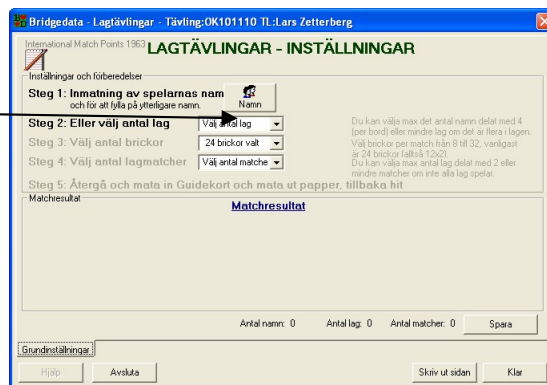 Bridgedata - Lagtävlingar - Tävling:OK101110 TL:Lars Zetterberg
International Match Points 1963
LAGTÄVLINGAR - INSTÄLLNINGAR
Inställningar och förberedelser
Steg 1: Inmatning av spelarnas namn
och för att fylla på ytterligare namn.
Namn
Steg 2: Eller välj antal lag
Välj antal lag
Du kan välja max det antal namn delat med 4
(per bord) eller mindre lag om det är flera i lagen.
Steg 3: Välj antal brickor
24 brickor valt
Välj brickor per match från 8 till 32, vanligast
är 24 brickor (alltså 12x2).
Steg 4: Välj antal lagmatcher
Välj antal matche
Du kan välja max antal lag delat med 2 eller
mindre matcher om inte alla lag spelar.
Steg 5: Återgå och mata in Guidekort och mata ut papper, tillbaka hit
Matchresultat
Matchresultat
Antal namn: 0 Antal lag: 0 Antal matcher: 0 Spara
Grundinställningar
Hjälp Avsluta Skriv ut sidan Klar